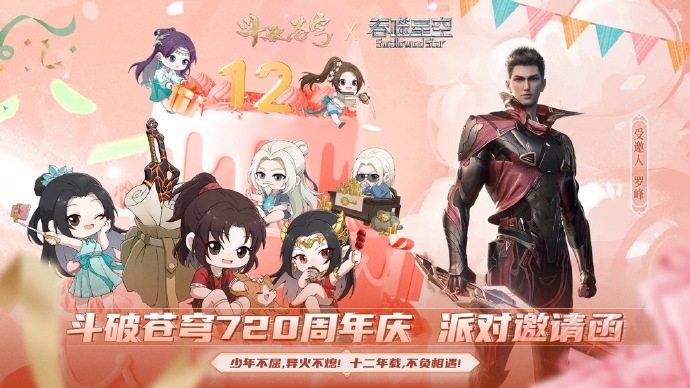 斗破苍穹 X 吞噬星空
Swallowed Star
12
受邀人 罗峰
斗破苍穹720周年庆 派对邀请函
少年不屈,异火不熄! 十二年载,不负相遇!